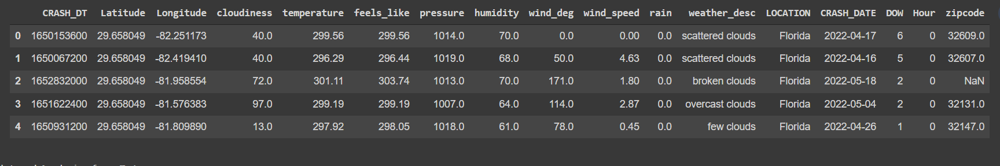 CRASH_DT Latitude Longitude cloudiness temperature feels_like pressure humidity wind_deg wind_speed rain weather_desc LOCATION CRASH_DATE DOW Hour zipcode
0 1650153600 29.658049 -82.251173 40.0 299.56 299.56 1014.0 70.0 0.0 0.00 0.0 scattered clouds Florida 2022-04-17 6 0 32609.0
1 1650067200 29.658049 -82.419410 40.0 296.29 296.44 1019.0 68.0 50.0 4.63 0.0 scattered clouds Florida 2022-04-16 5 0 32607.0
2 1652832000 29.658049 -81.958554 72.0 301.11 303.74 1013.0 70.0 171.0 1.80 0.0 broken clouds Florida 2022-05-18 2 0 NaN
3 1651622400 29.658049 -81.576383 97.0 299.19 299.19 1007.0 64.0 114.0 2.87 0.0 overcast clouds Florida 2022-05-04 2 0 32131.0
4 1650931200 29.658049 -81.809890 13.0 297.92 298.05 1018.0 61.0 78.0 0.45 0.0 few clouds Florida 2022-04-26 1 0 32147.0